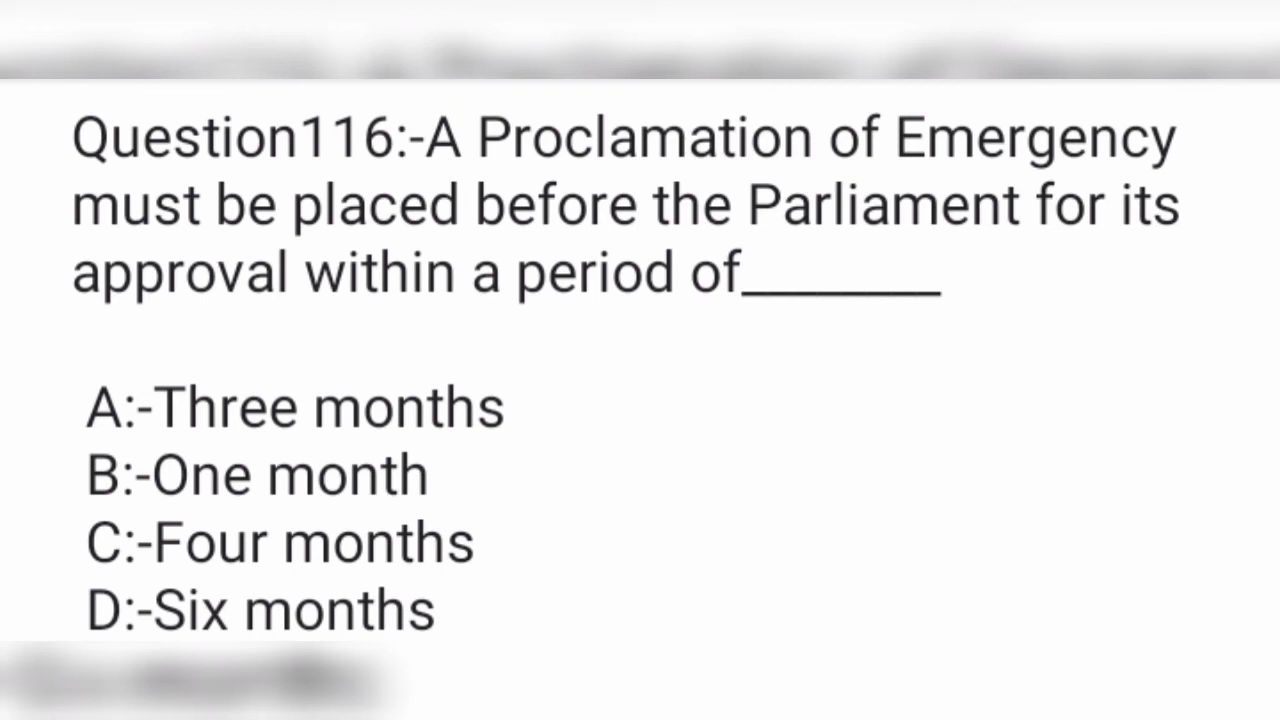 Question116:-A Proclamation of Emergency
must be placed before the Parliament for its
approval within a period of________
A:-Three months
B:-One month
C:-Four months
D:-Six months